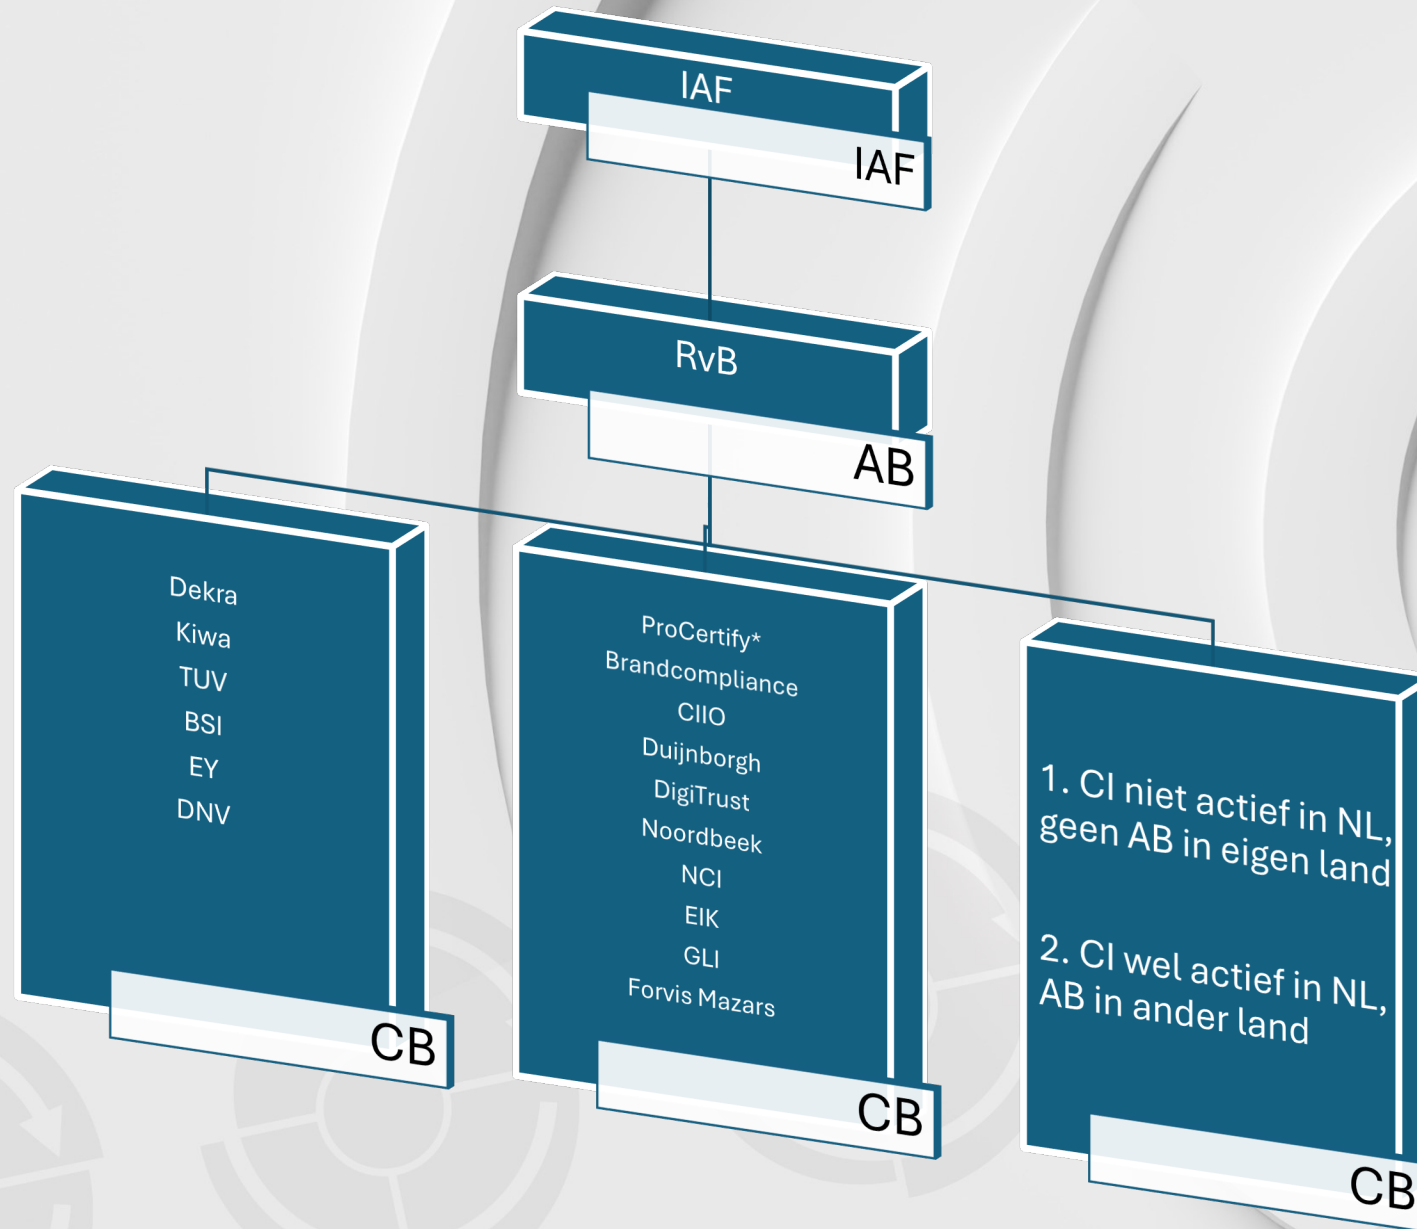 IAF
IAF
RvB
AB
Dekra
Kiwa
TUV
BSI
EY
DNV
CB
ProCertify*
Brandcompliance
CIIO
Duijnborgh
DigiTrust
Noordbeek
NCI
EIK
GLI
Forvis Mazars
CB
1. CI niet actief in NL,
geen AB in eigen land
2. CI wel actief in NL,
AB in ander land
CB